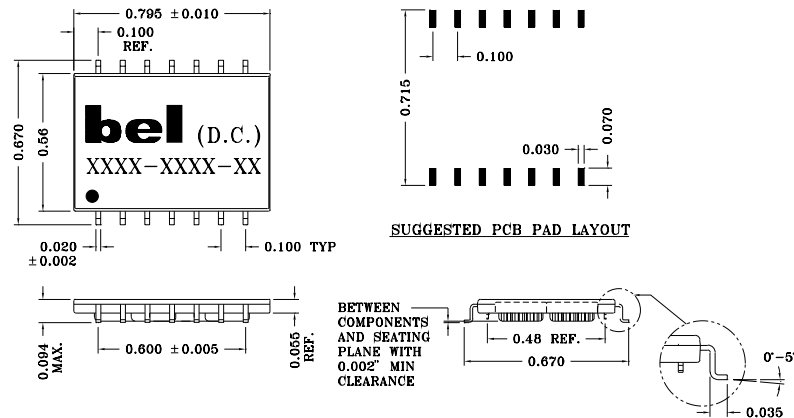 0.795 ±0.010
0.100
REF.
0.670
0.56
bel (D.C.)
XXXX-XXXX-XX
0.020
±0.002
0.100 TYP
0.715
0.100
0.030
0.070
SUGGESTED PCB PAD LAYOUT
0.094
MAX.
0.600 ±0.005
0.055
REF.
BETWEEN
COMPONENTS
AND SEATING
PLANE WITH
0.002" MIN
CLEARANCE
0.48 REF.
0.670
0°-5°
0.035